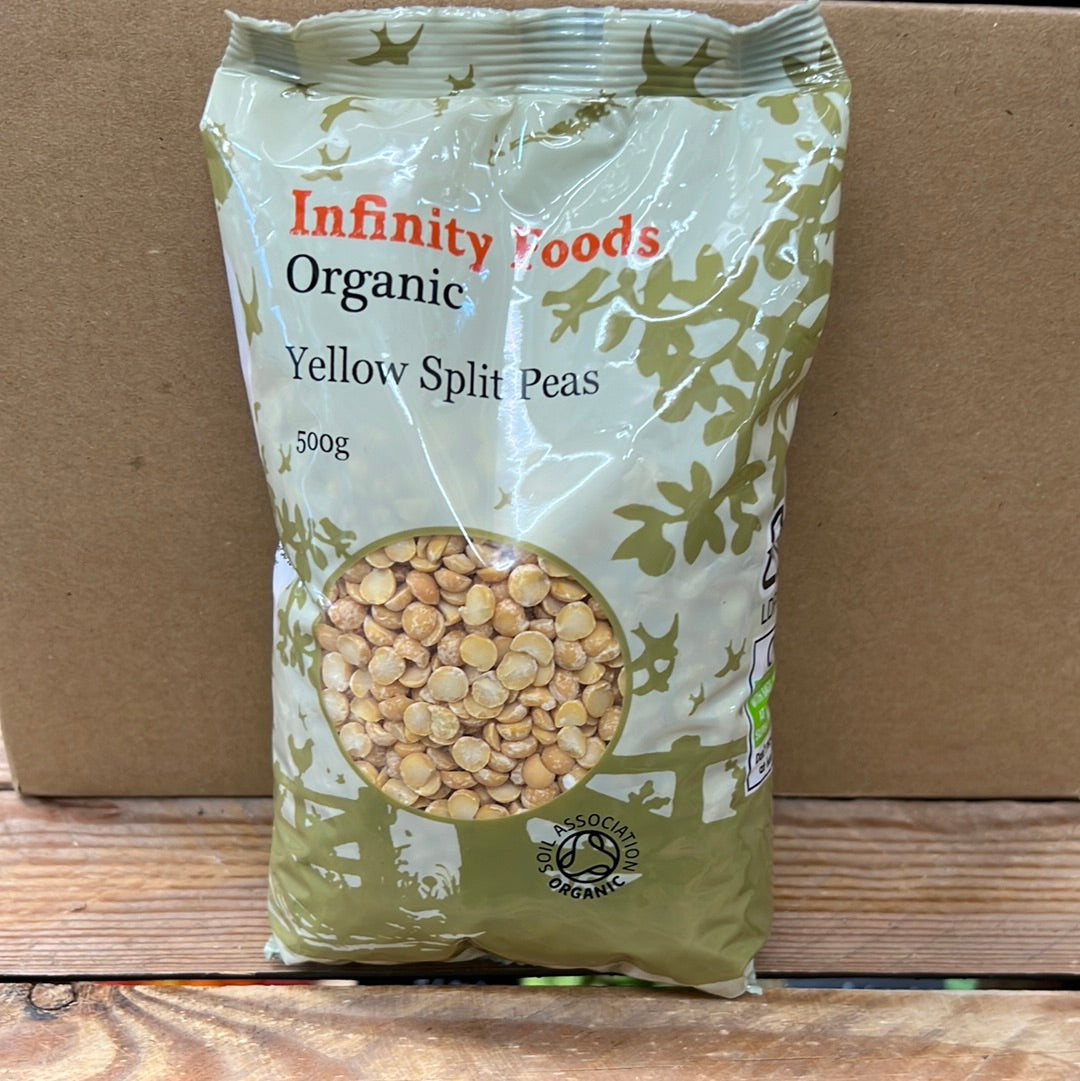 Infinity Foods
Organic
Yellow Split Peas
500g
SOIL ASSOCIATION
ORGANIC